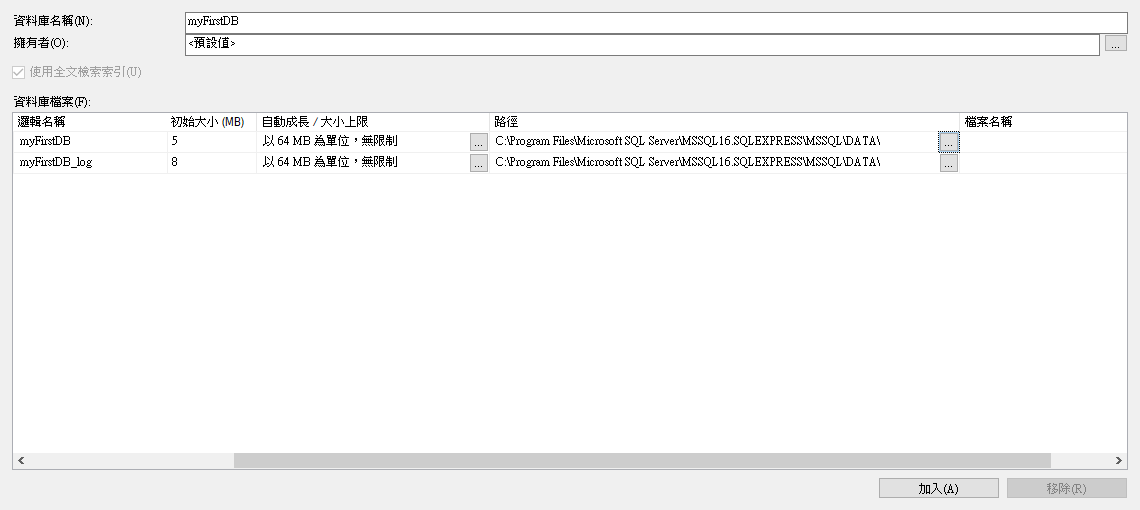 資料庫名稱(N):
myFirstDB
擁有者(O):
<預設值>
...
使用全文檢索索引(U)
資料庫檔案(F):
邏輯名稱 初始大小 (MB) 自動成長 / 大小上限 路徑 檔案名稱
myFirstDB 5 以 64 MB 為單位，無限制 ... C:\Program Files\Microsoft SQL Server\MSSQL16.SQLEXPRESS\MSSQL\DATA\ ...
myFirstDB_log 8 以 64 MB 為單位，無限制 ... C:\Program Files\Microsoft SQL Server\MSSQL16.SQLEXPRESS\MSSQL\DATA\ ...
加入(A)
移除(R)